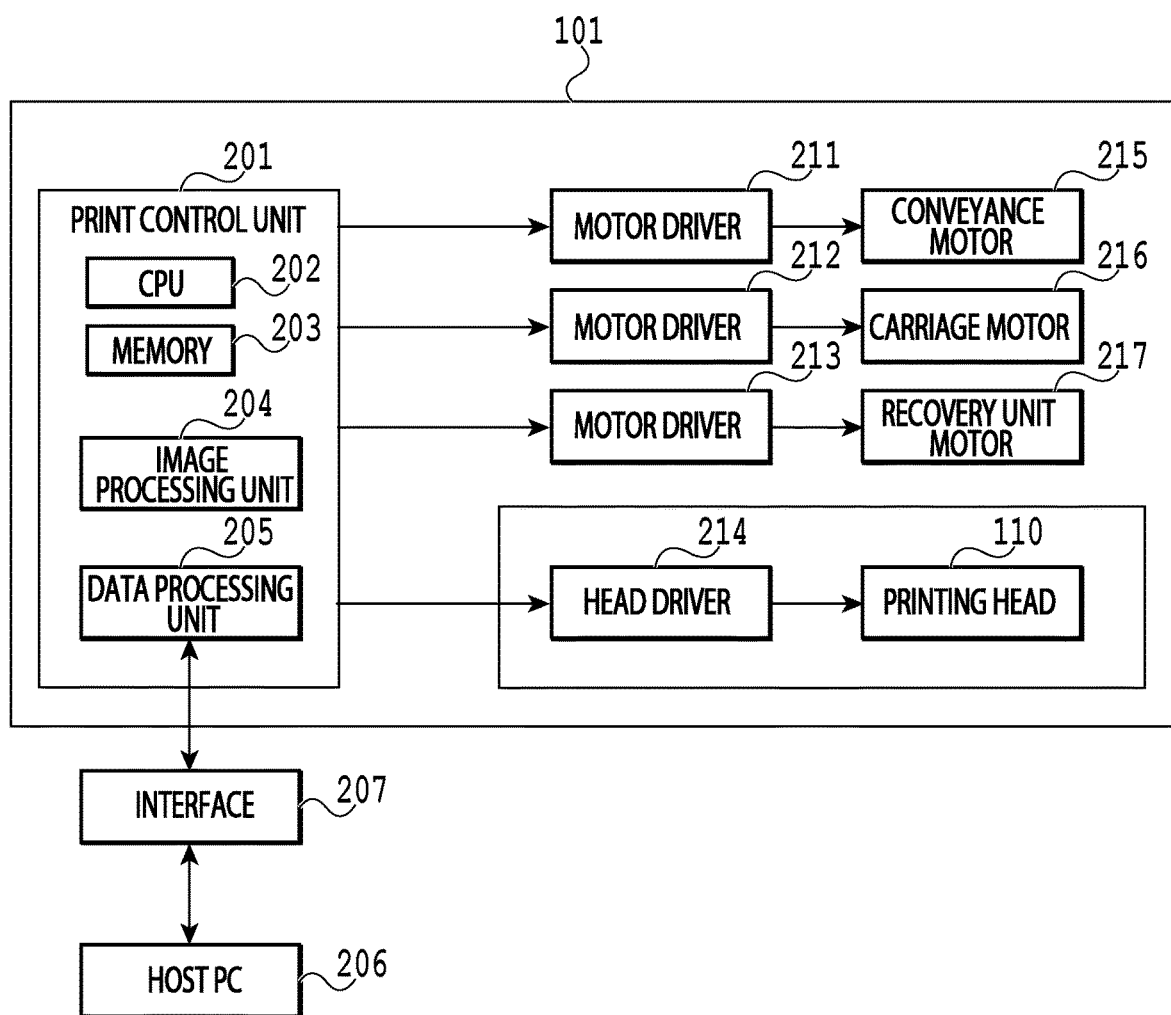 101
201
PRINT CONTROL UNIT
CPU
202
MEMORY
203
204
IMAGE
PROCESSING UNIT
205
DATA PROCESSING
UNIT
211
MOTOR DRIVER
215
CONVEYANCE
MOTOR
212
MOTOR DRIVER
216
CARRIAGE MOTOR
213
MOTOR DRIVER
217
RECOVERY UNIT
MOTOR
214
HEAD DRIVER
110
PRINTING HEAD
INTERFACE
207
HOST PC
206